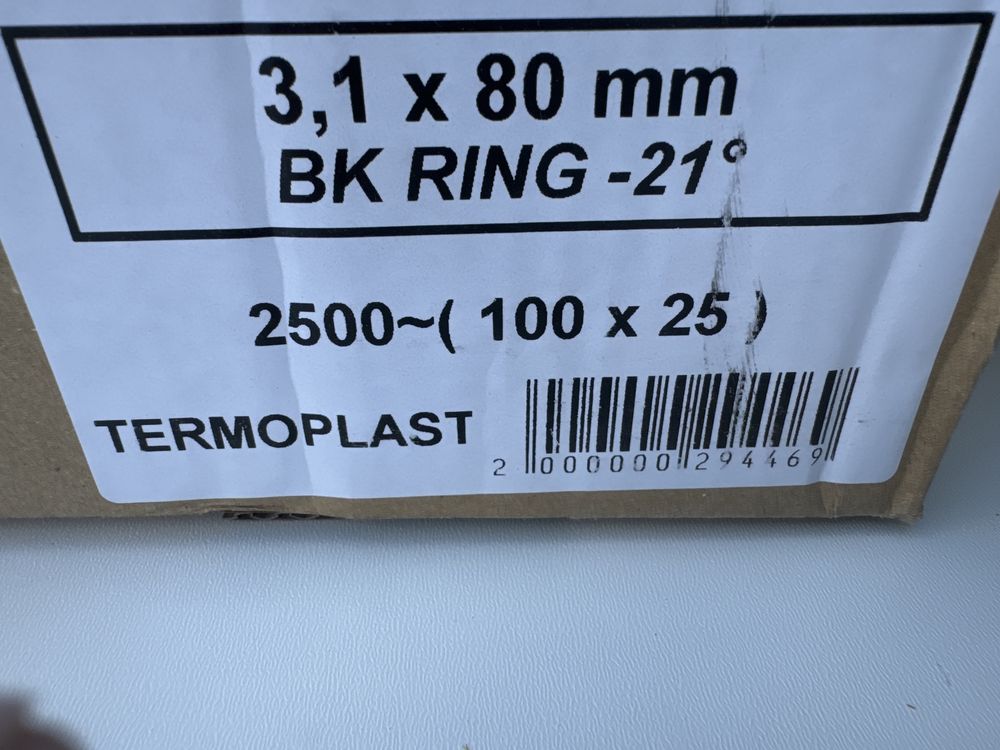 3,1 x 80 mm
BK RING -21°
2500~( 100 x 25 )
TERMOPLAST
2 000000 294469